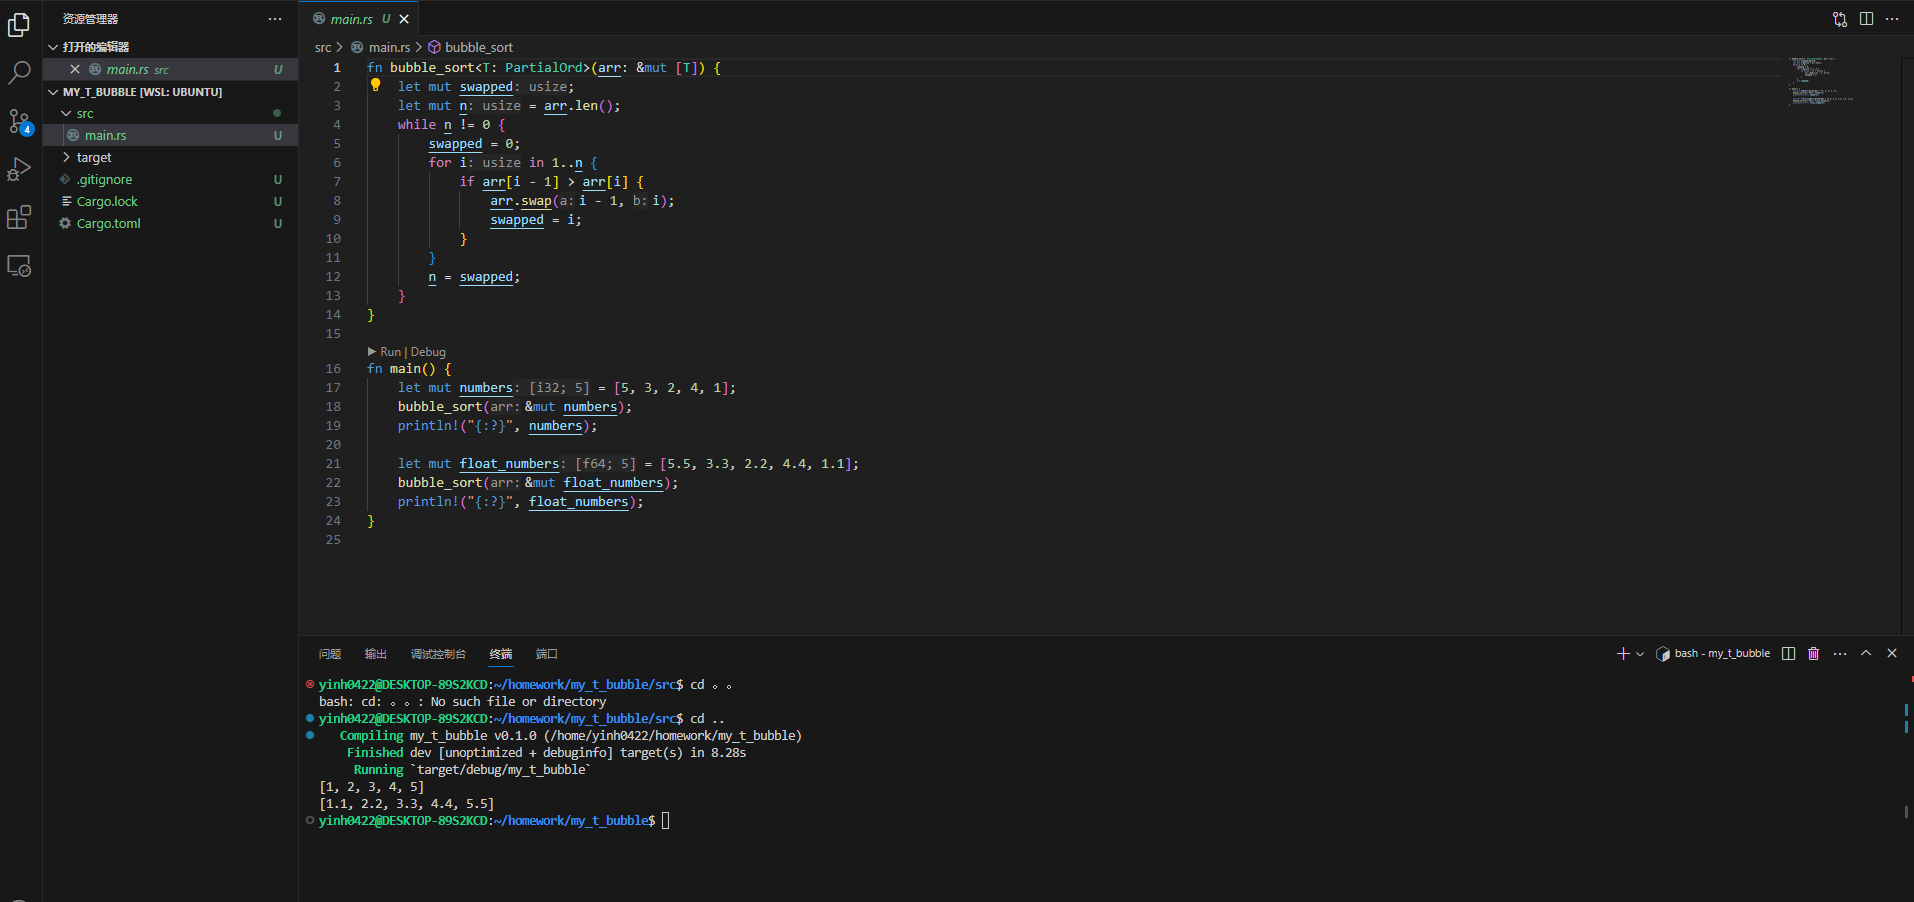 资源管理器
main.rs U
打开的编辑器
main.rs src U
MY_T_BUBBLE [WSL: UBUNTU]
src
main.rs U
target
.gitignore U
Cargo.lock U
Cargo.toml U
4
src > main.rs > bubble_sort
1 fn bubble_sort<T: PartialOrd>(arr: &mut [T]) {
2 let mut swapped: usize;
3 let mut n: usize = arr.len();
4 while n != 0 {
5 swapped = 0;
6 for i: usize in 1..n {
7 if arr[i - 1] > arr[i] {
8 arr.swap(a: i - 1, b: i);
9 swapped = i;
10 }
11 }
12 n = swapped;
13 }
14 }
15
Run | Debug
16 fn main() {
17 let mut numbers: [i32; 5] = [5, 3, 2, 4, 1];
18 bubble_sort(arr: &mut numbers);
19 println!("{:?}", numbers);
20
21 let mut float_numbers: [f64; 5] = [5.5, 3.3, 2.2, 4.4, 1.1];
22 bubble_sort(arr: &mut float_numbers);
23 println!("{:?}", float_numbers);
24 }
25
问题 输出 调试控制台 终端 端口
bash - my_t_bubble
yinh0422@DESKTOP-89S2KCD:~/homework/my_t_bubble/src$ cd 。。
bash: cd: 。。: No such file or directory
yinh0422@DESKTOP-89S2KCD:~/homework/my_t_bubble/src$ cd ..
Compiling my_t_bubble v0.1.0 (/home/yinh0422/homework/my_t_bubble)
Finished dev [unoptimized + debuginfo] target(s) in 8.28s
Running `target/debug/my_t_bubble`
[1, 2, 3, 4, 5]
[1.1, 2.2, 3.3, 4.4, 5.5]
yinh0422@DESKTOP-89S2KCD:~/homework/my_t_bubble$